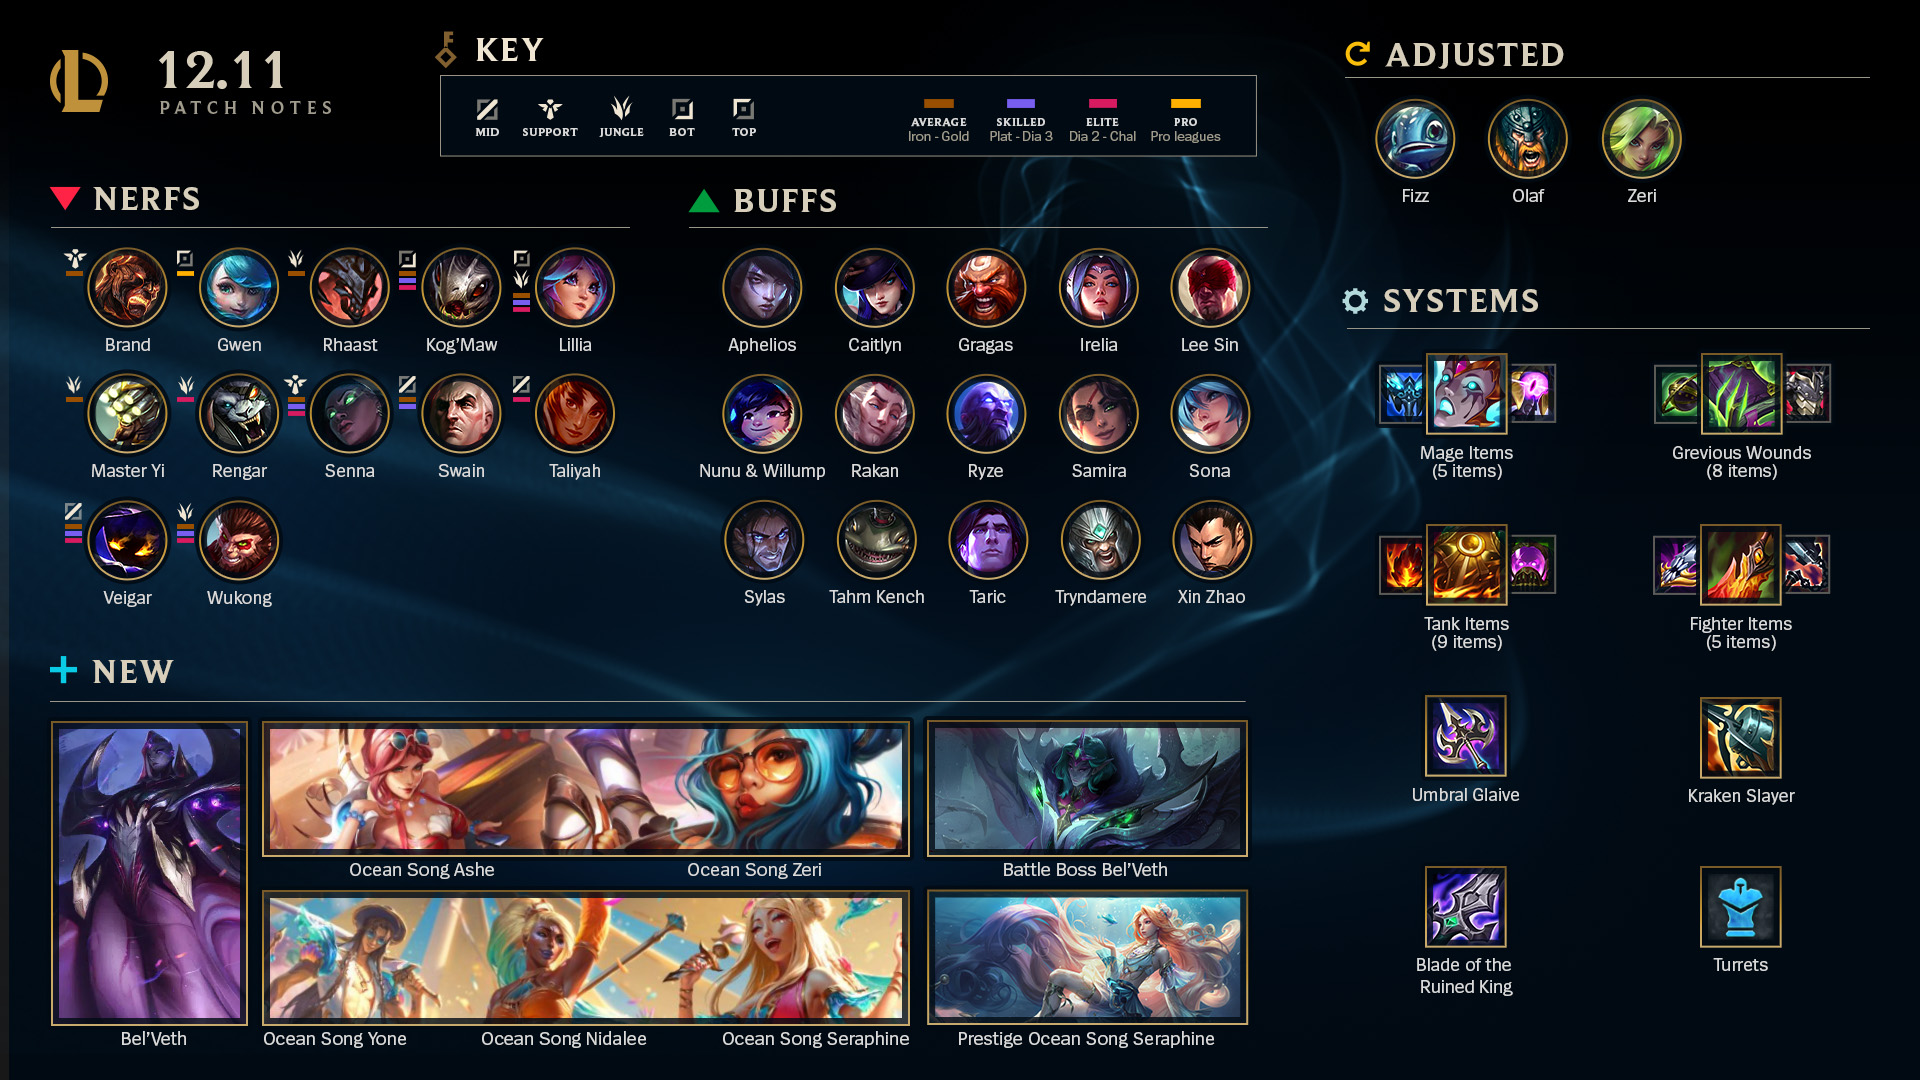 12.11
PATCH NOTES
KEY
MID
SUPPORT
JUNGLE
BOT
TOP
AVERAGE
Iron - Gold
SKILLED
Plat - Dia 3
ELITE
Dia 2 - Chal
PRO
Pro leagues
NERFS
Brand
Gwen
Rhaast
Kog'Maw
Lillia
Master Yi
Rengar
Senna
Swain
Taliyah
Veigar
Wukong
BUFFS
Aphelios
Caitlyn
Gragas
Irelia
Lee Sin
Nunu & Willump
Rakan
Ryze
Samira
Sona
Sylas
Tahm Kench
Taric
Tryndamere
Xin Zhao
NEW
Bel'Veth
Ocean Song Ashe
Ocean Song Zeri
Battle Boss Bel'Veth
Ocean Song Yone
Ocean Song Nidalee
Ocean Song Seraphine
Prestige Ocean Song Seraphine
ADJUSTED
Fizz
Olaf
Zeri
SYSTEMS
Mage Items
(5 items)
Grevious Wounds
(8 items)
Tank Items
(9 items)
Fighter Items
(5 items)
Umbral Glaive
Kraken Slayer
Blade of the
Ruined King
Turrets